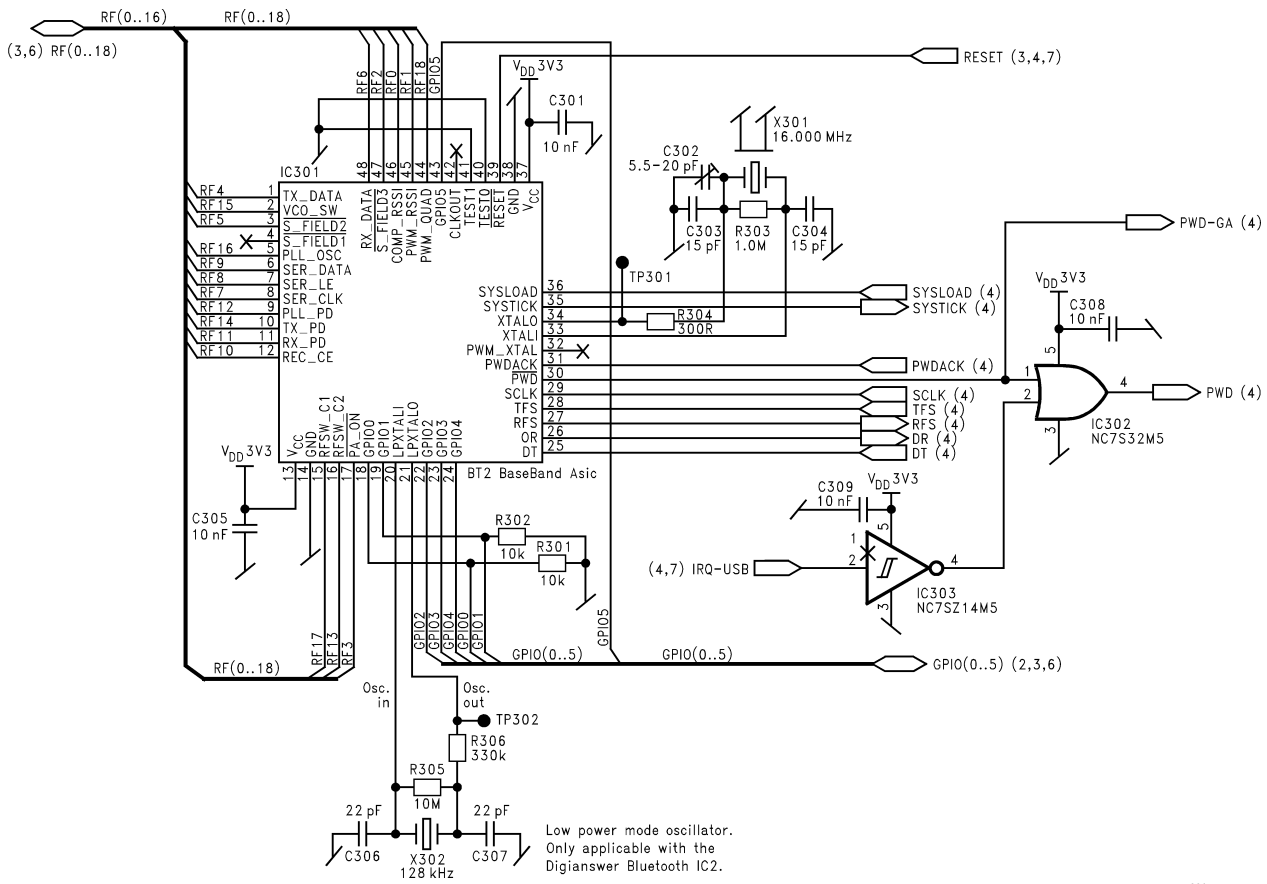 RF(0..16)
RF(0..18)
(3,6) RF(0..18)
RF6
RF2
RF0
RF1
RF18
GPIO5
VDD 3V3
C301
10 nF
RESET (3,4,7)
X301
16.000 MHz
C302
5.5-20 pF
C303
15 pF
R303
1.0M
C304
15 pF
IC301
48
47
46
45
44
43
42
41
40
39
38
37
RX_DATA
S_FIELD3
COMP_RSSI
PWM_RSSI
PWM_QUAD
GPIO5
CLKOUT
TEST1
TEST0
RESET
GND
VCC
RF4 1 TX_DATA
RF15 2 VCO_SW
RF5 3 S_FIELD2
4 S_FIELD1
RF16 5 PLL_OSC
RF9 6 SER_DATA
RF8 7 SER_LE
RF7 8 SER_CLK
RF12 9 PLL_PD
RF14 10 TX_PD
RF11 11 RX_PD
RF10 12 REC_CE
SYSLOAD 36 SYSLOAD (4)
SYSTICK 35 SYSTICK (4)
XTALO 34
XTALI 33
PWM_XTAL 32
PWDACK 31 PWDACK (4)
PWD 30
SCLK 29 SCLK (4)
TFS 28 TFS (4)
RFS 27 RFS (4)
OR 26 DR (4)
DT 25 DT (4)
TP301
R304
300R
PWD-GA (4)
VDD 3V3
C308
10 nF
5
1
2
3
4
PWD (4)
IC302
NC7S32M5
VCC
GND
RFSW_C1
RFSW_C2
PA_ON
GPIO0
GPIO1
LPXTALI
LPXTALO
GPIO2
GPIO3
GPIO4
13
14
15
16
17
18
19
20
21
22
23
24
BT2 BaseBand Asic
VDD 3V3
C305
10 nF
R302
10k
R301
10k
C309
10 nF
VDD 3V3
5
1
2
3
4
(4,7) IRQ-USB
IC303
NC7SZ14M5
RF17
RF13
RF3
GPIO2
GPIO3
GPIO4
GPIO0
GPIO1
GPIO5
RF(0..18)
GPIO(0..5)
GPIO(0..5)
GPIO(0..5) (2,3,6)
Osc.
in
Osc.
out
TP302
R306
330k
R305
10M
22 pF
C306
X302
128 kHz
22 pF
C307
Low power mode oscillator.
Only applicable with the
Digianswer Bluetooth IC2.